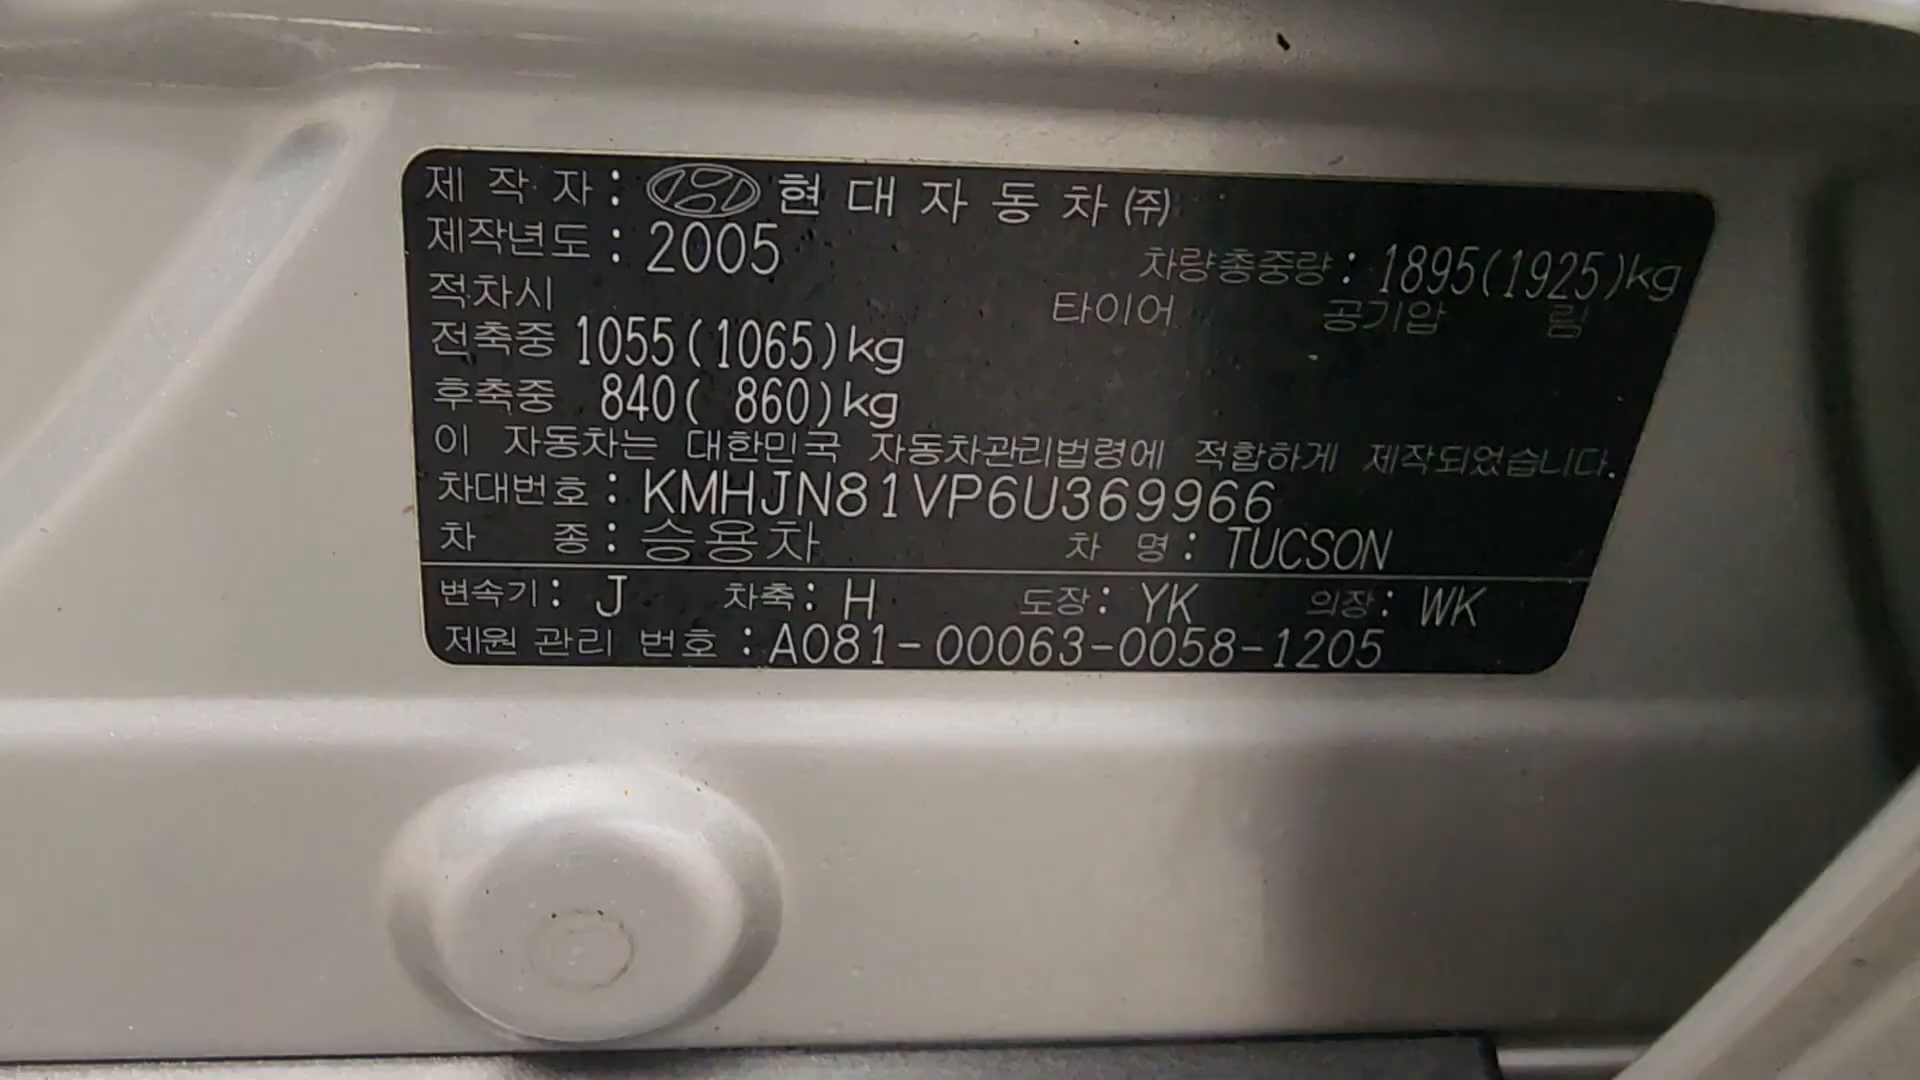 제 작 자 : 현 대 자 동 차 ㈜
제작년도 : 2005
차량총중량 : 1895(1925)kg
적차시
타이어 공기압 림
전축중 1055(1065)kg
후축중 840( 860)kg
이 자동차는 대한민국 자동차관리법령에 적합하게 제작되었습니다.
차대번호 : KMHJN81VP6U369966
차 종 : 승용차 차 명 : TUCSON
변속기 : J 차축 : H 도장 : YK 의장 : WK
제원 관리 번호 : A081-00063-0058-1205